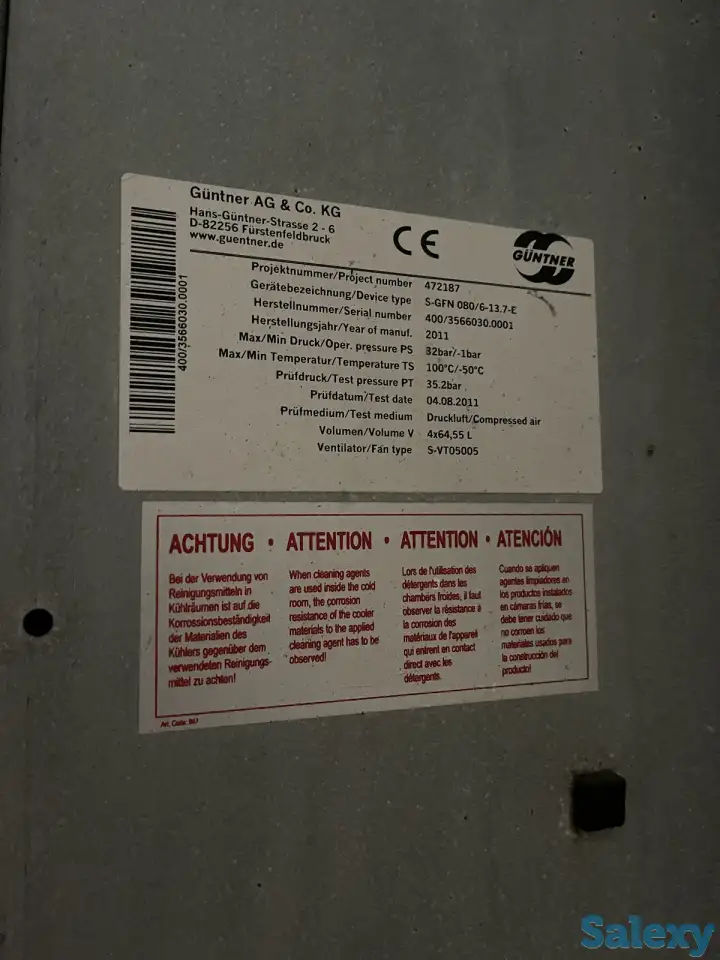 Güntner AG & Co. KG
Hans-Güntner-Strasse 2 - 6
D-82256 Fürstenfeldbruck
www.guentner.de
CE
GÜNTNER
400/3566030.0001
Projektnummer/Project number 472187
Gerätebezeichnung/Device type S-GFN 080/6-13.7-E
Herstellnummer/Serial number 400/3566030.0001
Herstellungsjahr/Year of manuf. 2011
Max/Min Druck/Oper. pressure PS 32bar/-1bar
Max/Min Temperatur/Temperature TS 100°C/-50°C
Prüfdruck/Test pressure PT 35.2bar
Prüfdatum/Test date 04.08.2011
Prüfmedium/Test medium Druckluft/Compressed air
Volumen/Volume V 4x64,55 L
Ventilator/Fan type S-VT05005
ACHTUNG • ATTENTION • ATTENTION • ATENCIÓN
Bei der Verwendung von
Reinigungsmitteln in
Kühlräumen ist auf die
Korrossionsbeständigkeit
der Materialien des
Kühlers gegenüber dem
verwendeten Reinigungs-
mittel zu achten!
When cleaning agents
are used inside the cold
room, the corrosion
resistance of the cooler
materials to the applied
cleaning agent has to be
observed!
Lors de l'utilisation des
détergents dans les
chambers froides, il faut
observer la résistance à
la corrosion des
matériaux de l'appareil
qui entrent en contact
direct avec les
détergents.
Cuando se apliquen
agentes limpiadores en
los productos instalados
en cámaras frías, se
debe tener cuidado que
no corroen los
materiales usados para
la construcción del
producto!
Art. Code: 867
Salexy